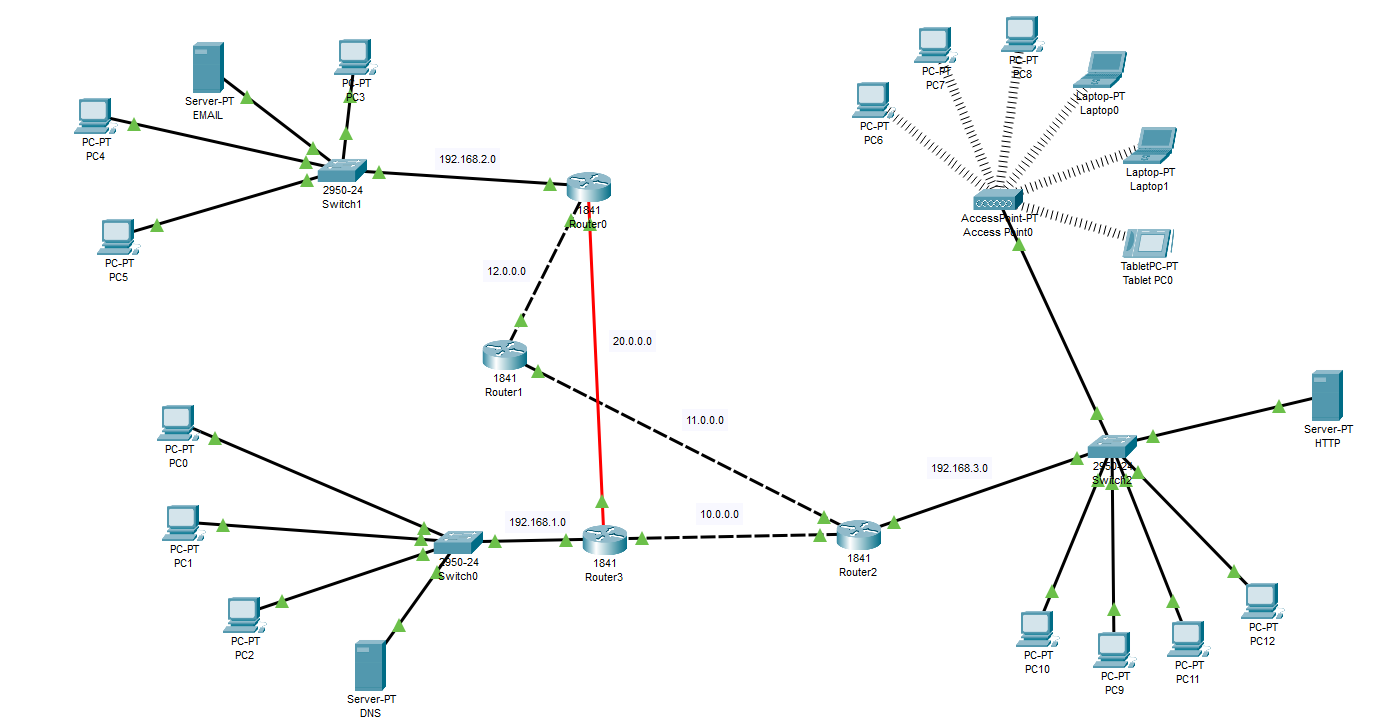 PC-PT
PC3
Server-PT
EMAIL
PC-PT
PC4
2950-24
Switch1
PC-PT
PC5
192.168.2.0
1841
Router0
12.0.0.0
20.0.0.0
1841
Router1
11.0.0.0
PC-PT
PC7
PC-PT
PC8
Laptop-PT
Laptop0
PC-PT
PC6
Laptop-PT
Laptop1
AccessPoint-PT
Access Point0
TabletPC-PT
Tablet PC0
Server-PT
HTTP
2950-24
Switch2
192.168.3.0
PC-PT
PC0
PC-PT
PC1
192.168.1.0
2950-24
Switch0
1841
Router3
10.0.0.0
1841
Router2
PC-PT
PC2
Server-PT
DNS
PC-PT
PC10
PC-PT
PC9
PC-PT
PC11
PC-PT
PC12